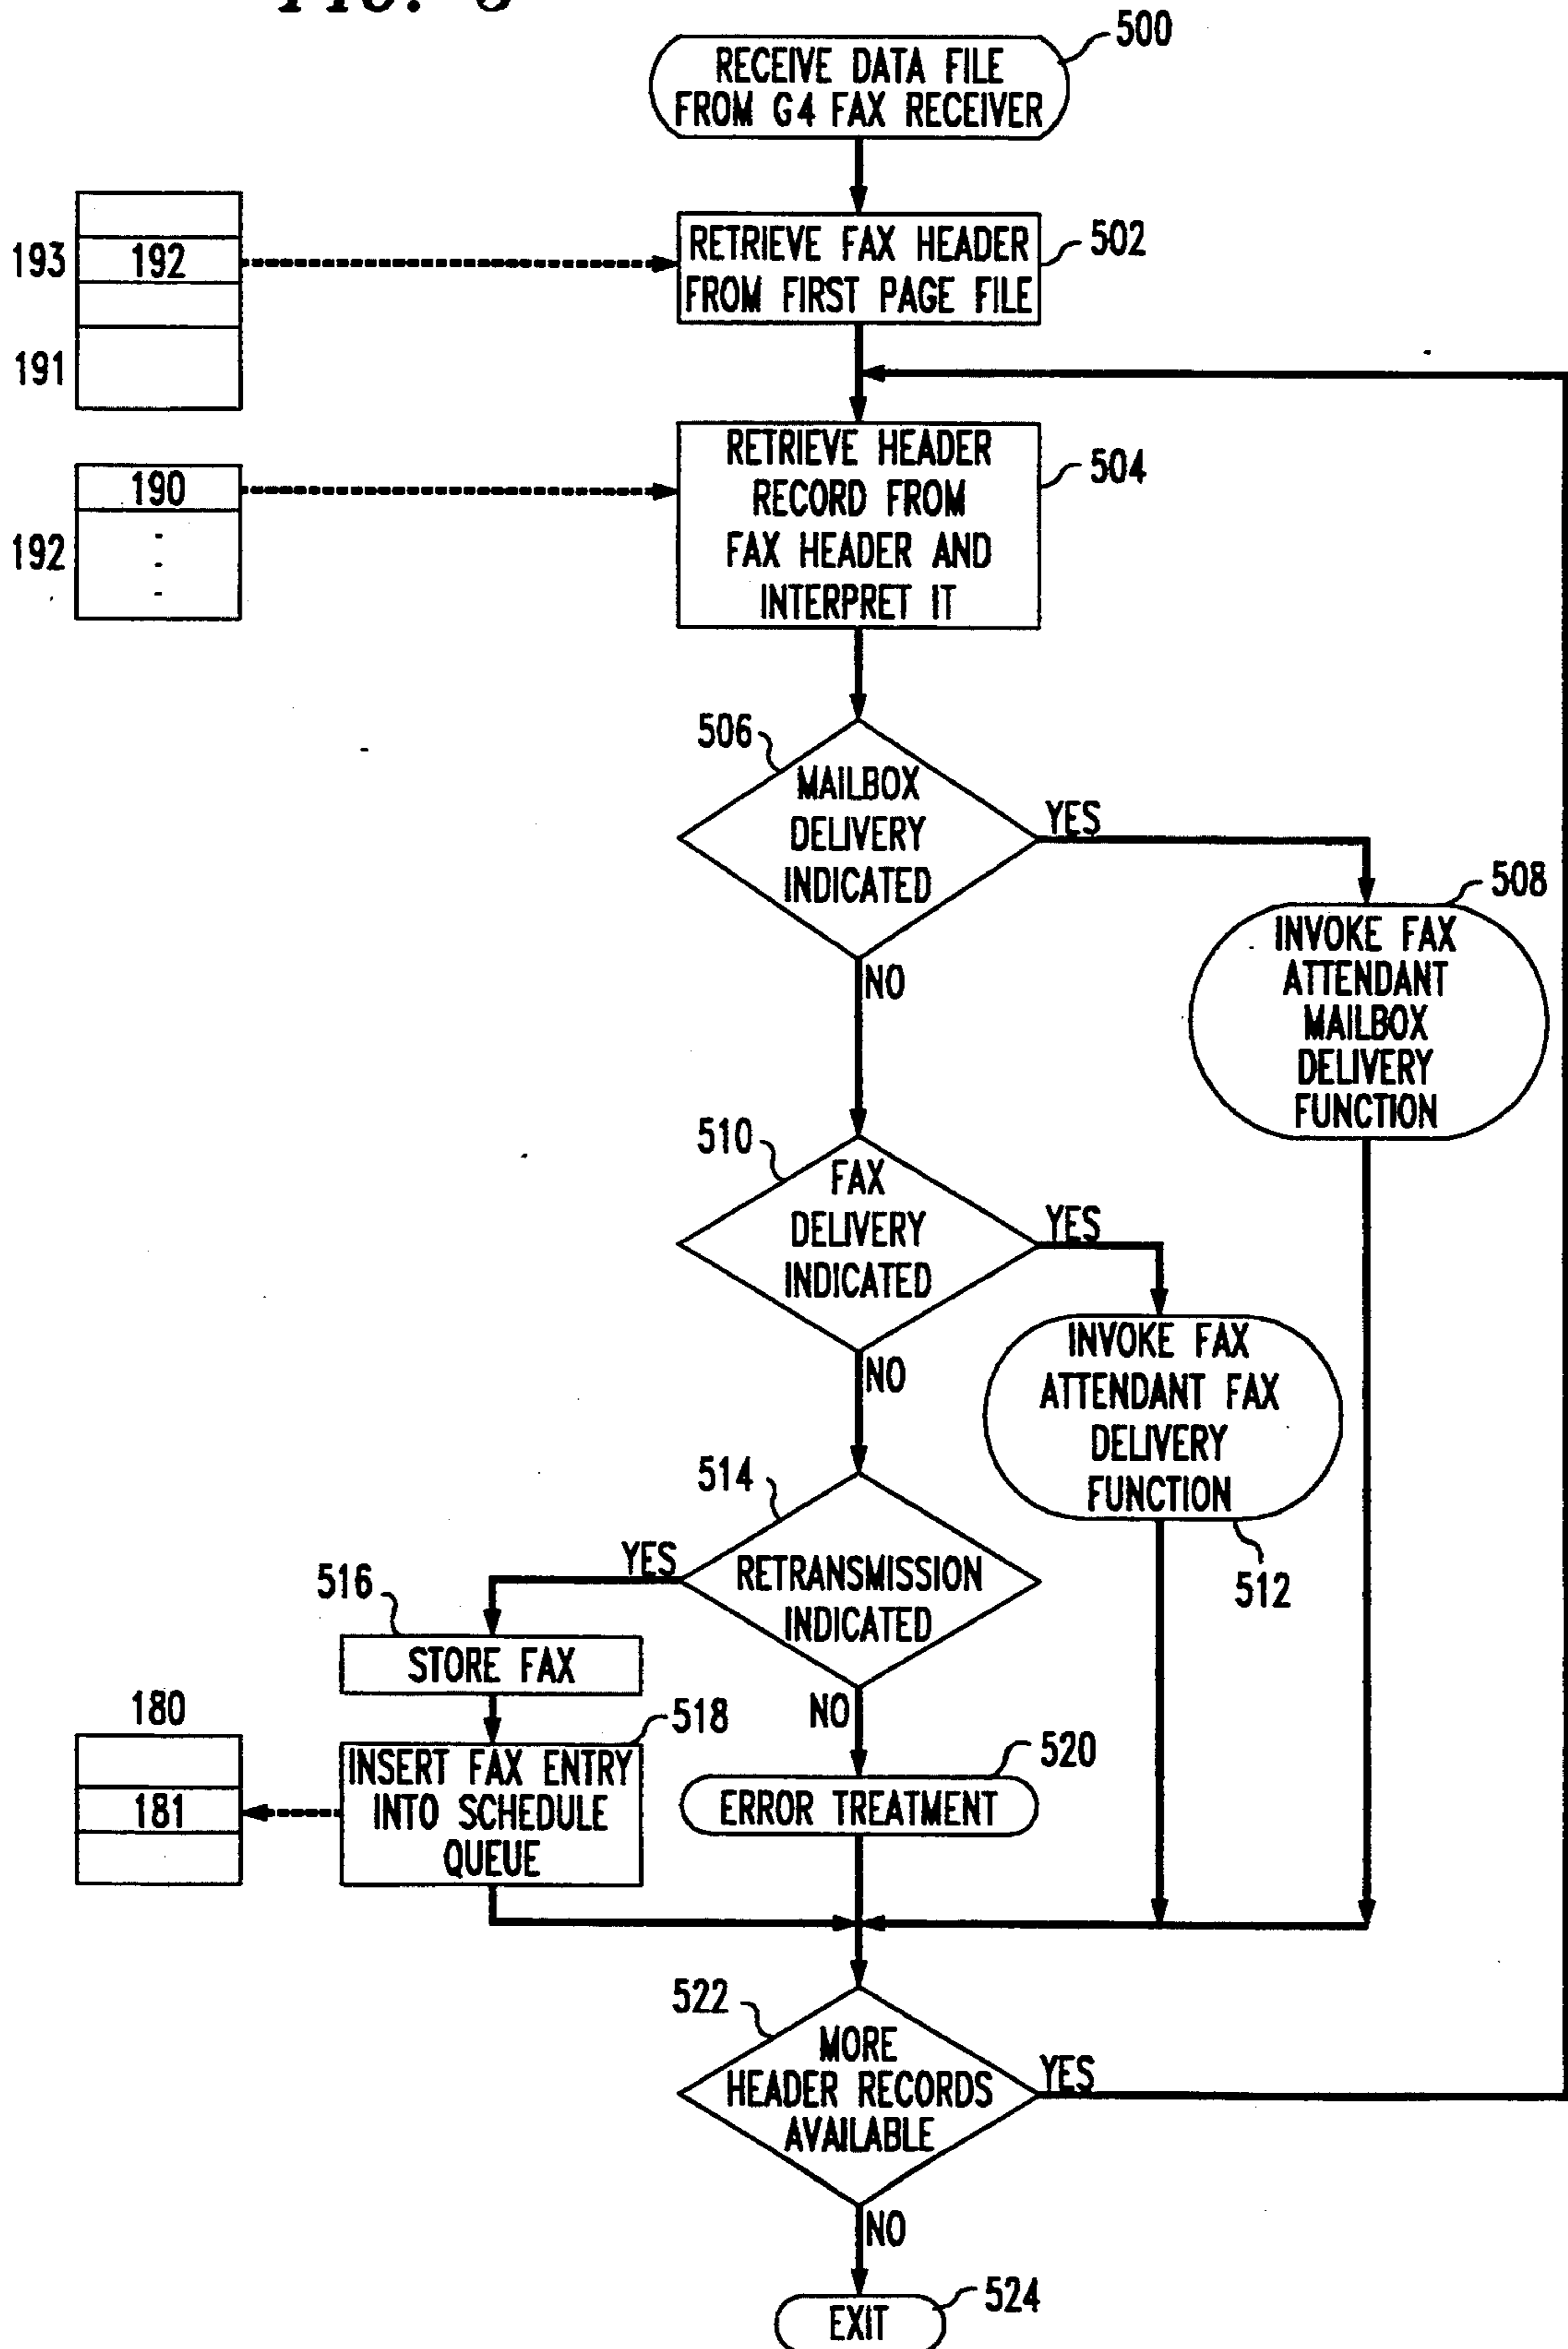 500
RECEIVE DATA FILE
FROM G4 FAX RECEIVER
193
192
191
RETRIEVE FAX HEADER
FROM FIRST PAGE FILE
502
190
192
RETRIEVE HEADER
RECORD FROM
FAX HEADER AND
INTERPRET IT
504
506
MAILBOX
DELIVERY
INDICATED
YES
NO
508
INVOKE FAX
ATTENDANT
MAILBOX
DELIVERY
FUNCTION
510
FAX
DELIVERY
INDICATED
YES
NO
INVOKE FAX
ATTENDANT FAX
DELIVERY
FUNCTION
512
514
RETRANSMISSION
INDICATED
YES
NO
516
STORE FAX
518
INSERT FAX ENTRY
INTO SCHEDULE
QUEUE
180
181
520
ERROR TREATMENT
522
MORE
HEADER RECORDS
AVAILABLE
YES
NO
EXIT
524